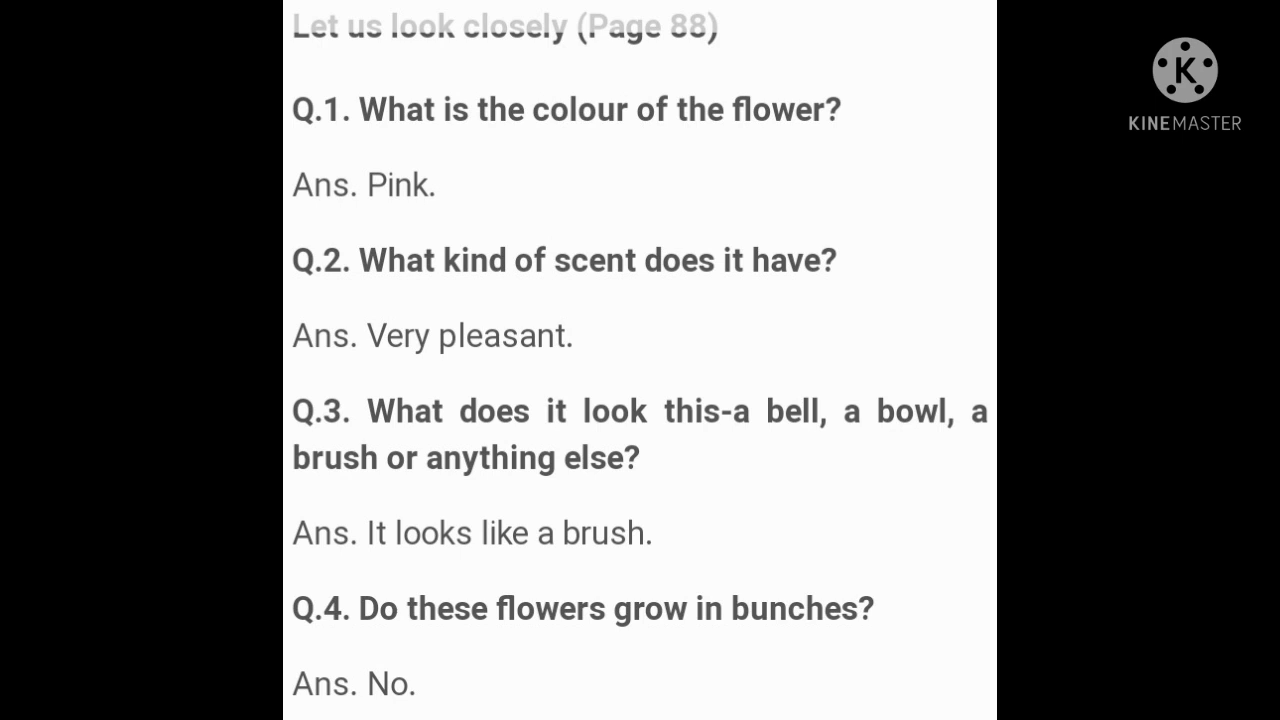 Let us look closely (Page 88)
Q.1. What is the colour of the flower?
Ans. Pink.
Q.2. What kind of scent does it have?
Ans. Very pleasant.
Q.3. What does it look this-a bell, a bowl, a
brush or anything else?
Ans. It looks like a brush.
Q.4. Do these flowers grow in bunches?
Ans. No.
K
KINEMASTER